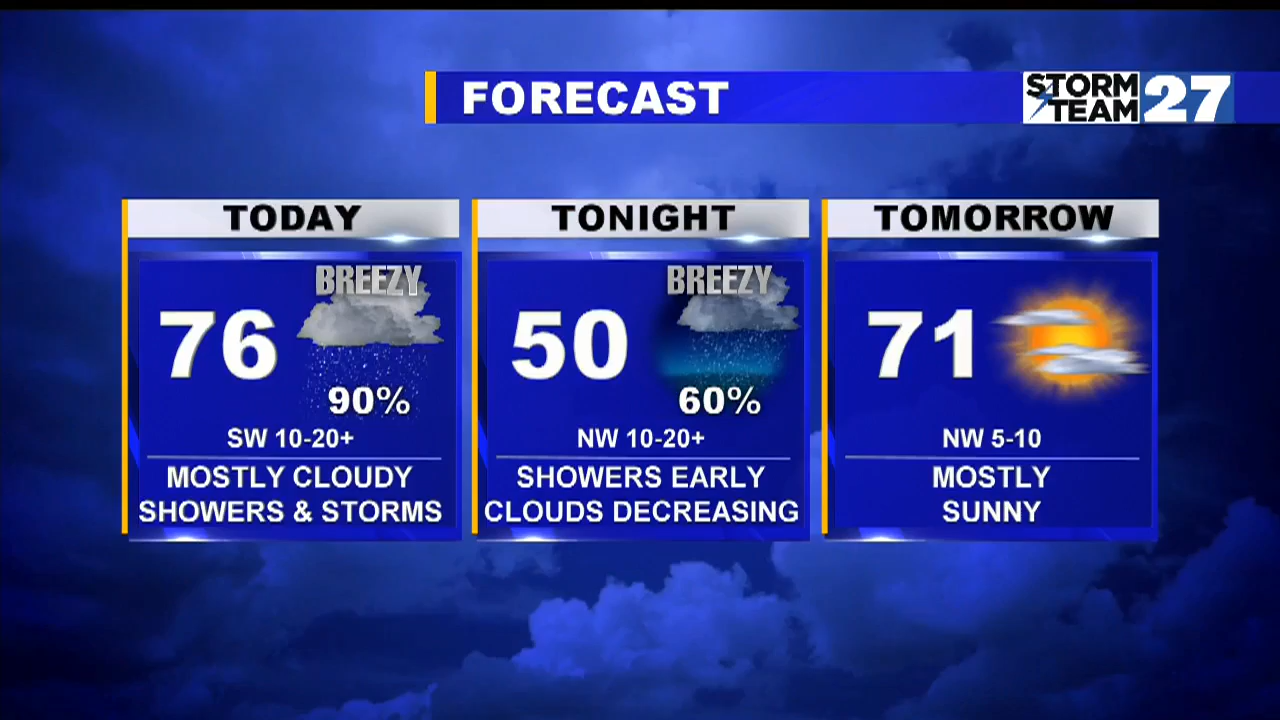 FORECAST
STORM TEAM 27
TODAY
BREEZY
76
90%
SW 10-20+
MOSTLY CLOUDY
SHOWERS & STORMS
TONIGHT
BREEZY
50
60%
NW 10-20+
SHOWERS EARLY
CLOUDS DECREASING
TOMORROW
71
NW 5-10
MOSTLY
SUNNY